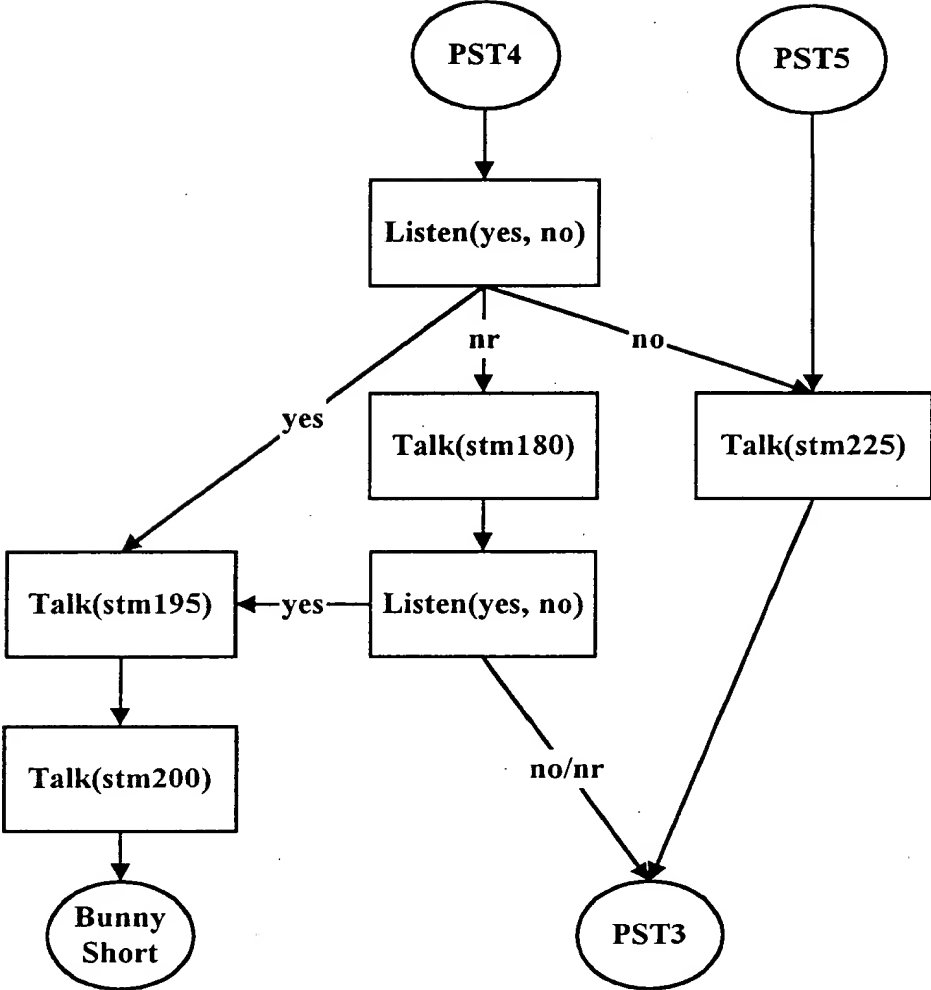 PST4
PST5
Listen(yes, no)
nr
no
yes
Talk(stm180)
Talk(stm225)
Talk(stm195)
yes
Listen(yes, no)
Talk(stm200)
no/nr
Bunny
Short
PST3